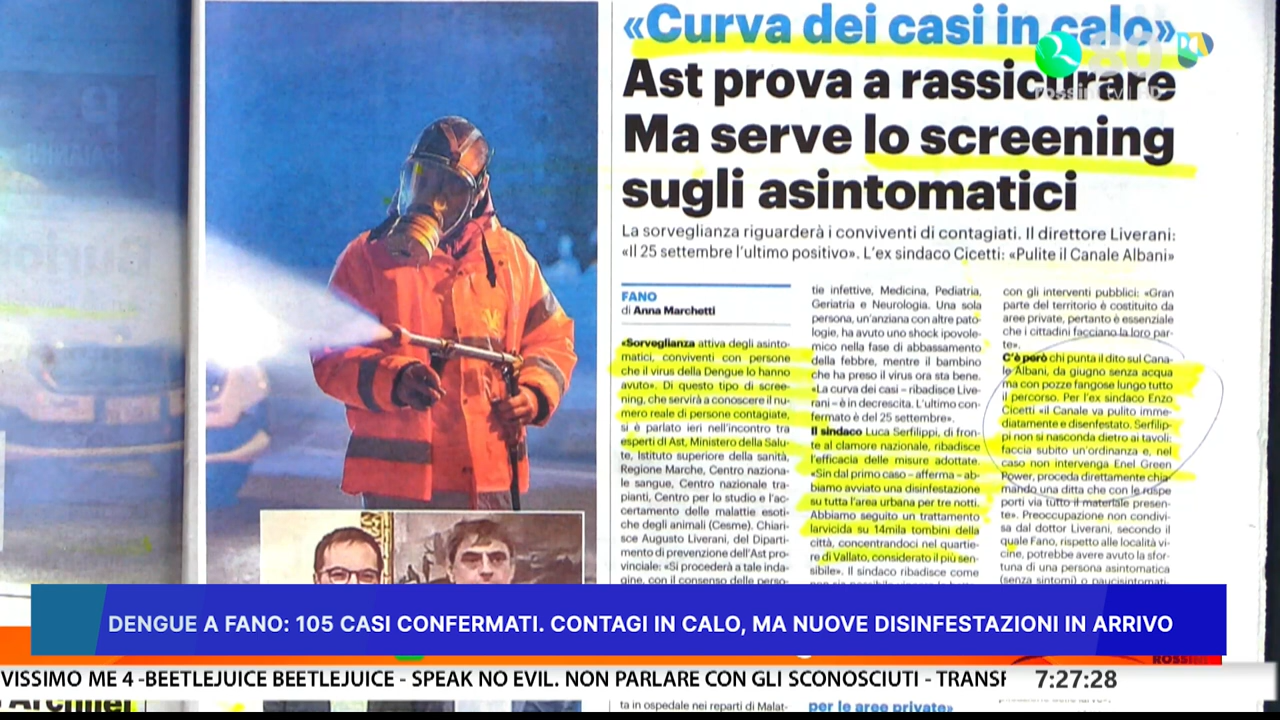 «Curva dei casi in calo»
Ast prova a rassicurare
Ma serve lo screening
sugli asintomatici
La sorveglianza riguarderà i conviventi di contagiati. Il direttore Liverani:
«Il 25 settembre l'ultimo positivo». L'ex sindaco Cicetti: «Pulite il Canale Albani»
FANO
di Anna Marchetti
«Sorveglianza attiva degli asinto-
matici, conviventi con persone
che il virus della Dengue lo hanno
avuto». Di questo tipo di scree-
ning, che servirà a conoscere il nu-
mero reale di persone contagiate,
si è parlato ieri nell'incontro tra
esperti di Ast, Ministero della Salu-
te, Istituto superiore della sanità,
Regione Marche, Centro naziona-
le sangue, Centro nazionale tra-
pianti, Centro per lo studio e l'ac-
certamento delle malattie esoti-
che degli animali (Cesme). Chiari-
sce Augusto Liverani, del Diparti-
mento di prevenzione dell'Ast pro-
vinciale: «Si procederà a tale inda-
gine, con il consenso delle perso-
tie infettive, Medicina, Pediatria,
Geriatria e Neurologia. Una sola
persona, un'anziana con altre pato-
logie, ha avuto uno shock ipovole-
mico nella fase di abbassamento
della febbre, mentre il bambino
che ha preso il virus ora sta bene.
«La curva dei casi – ribadisce Live-
rani – è in decrescita. L'ultimo con-
fermato è del 25 settembre».
Il sindaco Luca Serfilippi, di fron-
te al clamore nazionale, ribadisce
l'efficacia delle misure adottate.
«Sin dal primo caso – afferma – ab-
biamo avviato una disinfestazione
su tutta l'area urbana per tre notti.
Abbiamo seguito un trattamento
larvicida su 14mila tombini della
città, concentrandoci nel quartie-
re di Vallato, considerato il più sen-
sibile». Il sindaco ribadisce come
con gli interventi pubblici: «Gran
parte del territorio è costituito da
aree private, pertanto è essenziale
che i cittadini facciano la loro par-
te».
C'è però chi punta il dito sul Cana-
le Albani, da giugno senza acqua
ma con pozze fangose lungo tutto
il percorso. Per l'ex sindaco Enzo
Cicetti «il Canale va pulito imme-
diatamente e disenfestato. Serfilip-
pi non si nasconda dietro ai tavoli:
faccia subito un'ordinanza e, nel
caso non intervenga Enel Green
Power, proceda direttamente chia-
mando una ditta che con le ruspe
porti via tutto il materiale presen-
te». Preoccupazione non condivi-
sa dal dottor Liverani, secondo il
quale Fano, rispetto alle località vi-
cine, potrebbe avere avuto la sfor-
tuna di una persona asintomatica
(senza sintomi) o paucisintomati-
DENGUE A FANO: 105 CASI CONFERMATI. CONTAGI IN CALO, MA NUOVE DISINFESTAZIONI IN ARRIVO
VISSIMO ME 4 -BEETLEJUICE BEETLEJUICE - SPEAK NO EVIL. NON PARLARE CON GLI SCONOSCIUTI - TRANSF
7:27:28
ta in ospedale nei reparti di Malat-
per le aree private»